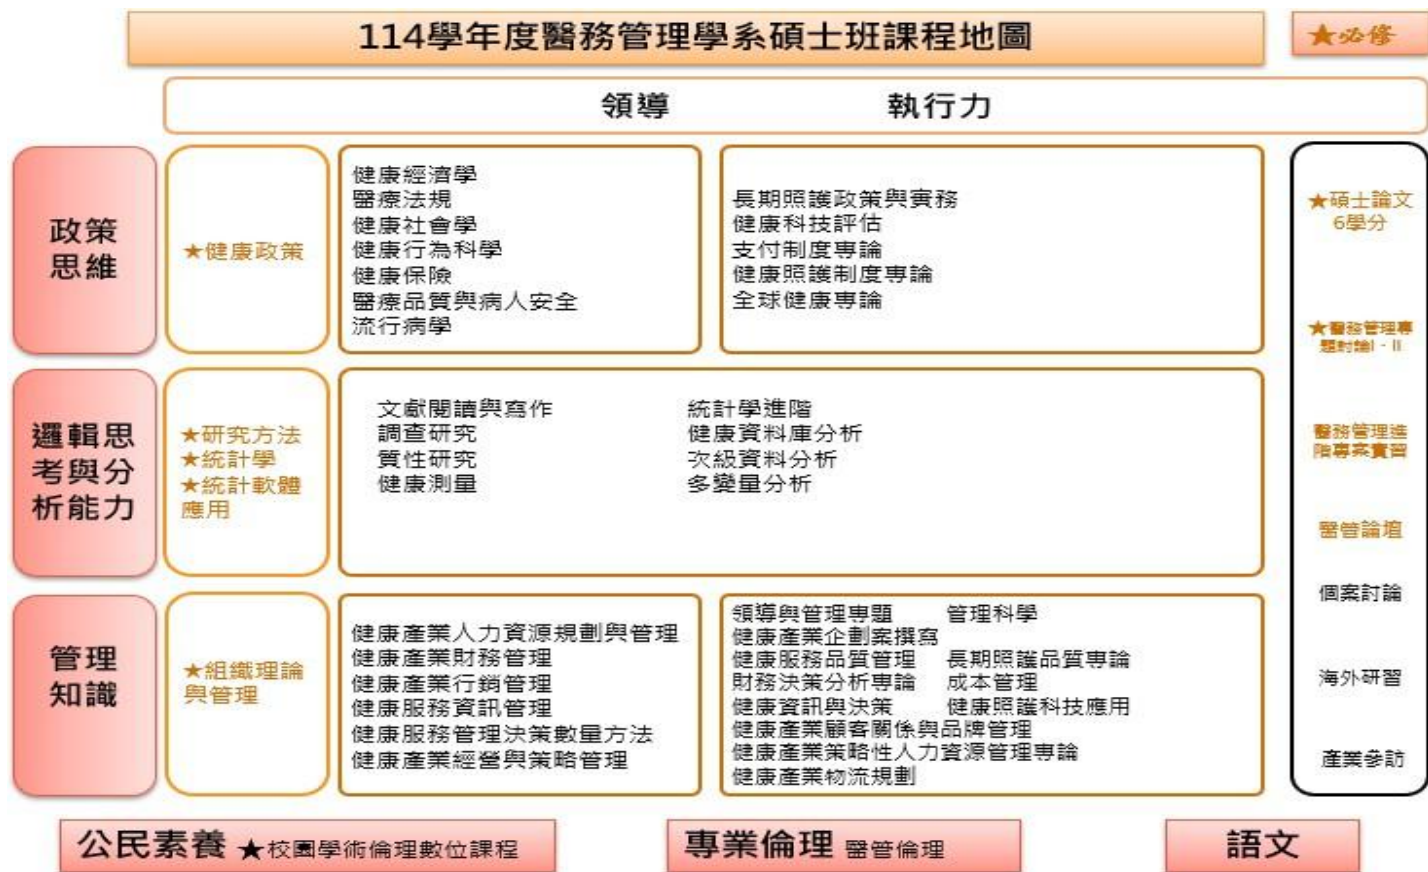 114學年度醫務管理學系碩士班課程地圖
★必修
領導 執行力
政策
思維
★健康政策
健康經濟學
醫療法規
健康社會學
健康行為科學
健康保險
醫療品質與病人安全
流行病學
長期照護政策與實務
健康科技評估
支付制度專論
健康照護制度專論
全球健康專論
邏輯思
考與分
析能力
★研究方法
★統計學
★統計軟體
應用
文獻閱讀與寫作 統計學進階
調查研究 健康資料庫分析
質性研究 次級資料分析
健康測量 多變量分析
管理
知識
★組織理論
與管理
健康產業人力資源規劃與管理
健康產業財務管理
健康產業行銷管理
健康服務資訊管理
健康服務管理決策數量方法
健康產業經營與策略管理
領導與管理專題 管理科學
健康產業企劃案撰寫
健康服務品質管理 長期照護品質專論
財務決策分析專論 成本管理
健康資訊與決策 健康照護科技應用
健康產業顧客關係與品牌管理
健康產業策略性人力資源管理專論
健康產業物流規劃
★碩士論文
6學分
★醫務管理專
題討論I、II
醫務管理進
階專案實習
醫管論壇
個案討論
海外研習
產業參訪
公民素養 ★校園學術倫理數位課程
專業倫理 醫管倫理
語文